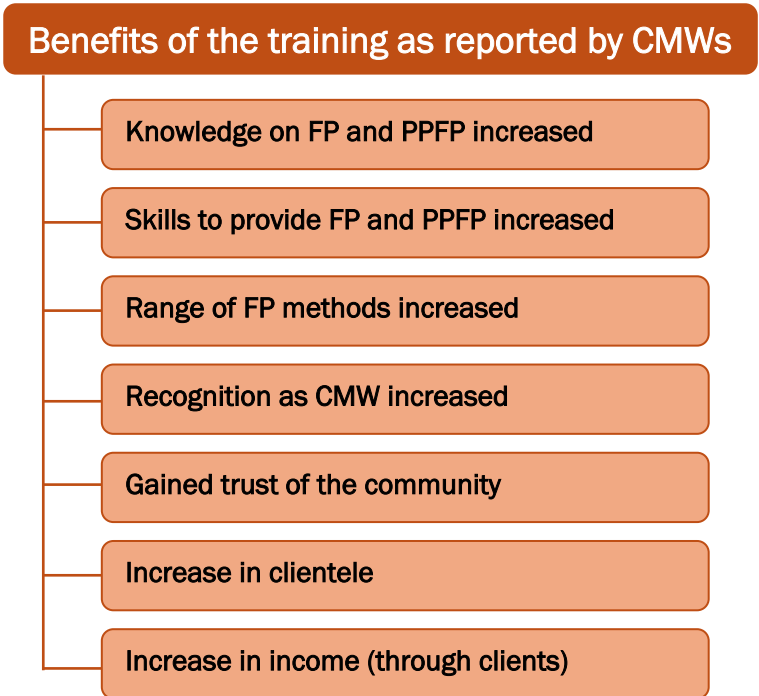 Benefits of the training as reported by CMWs
Knowledge on FP and PPFP increased
Skills to provide FP and PPFP increased
Range of FP methods increased
Recognition as CMW increased
Gained trust of the community
Increase in clientele
Increase in income (through clients)